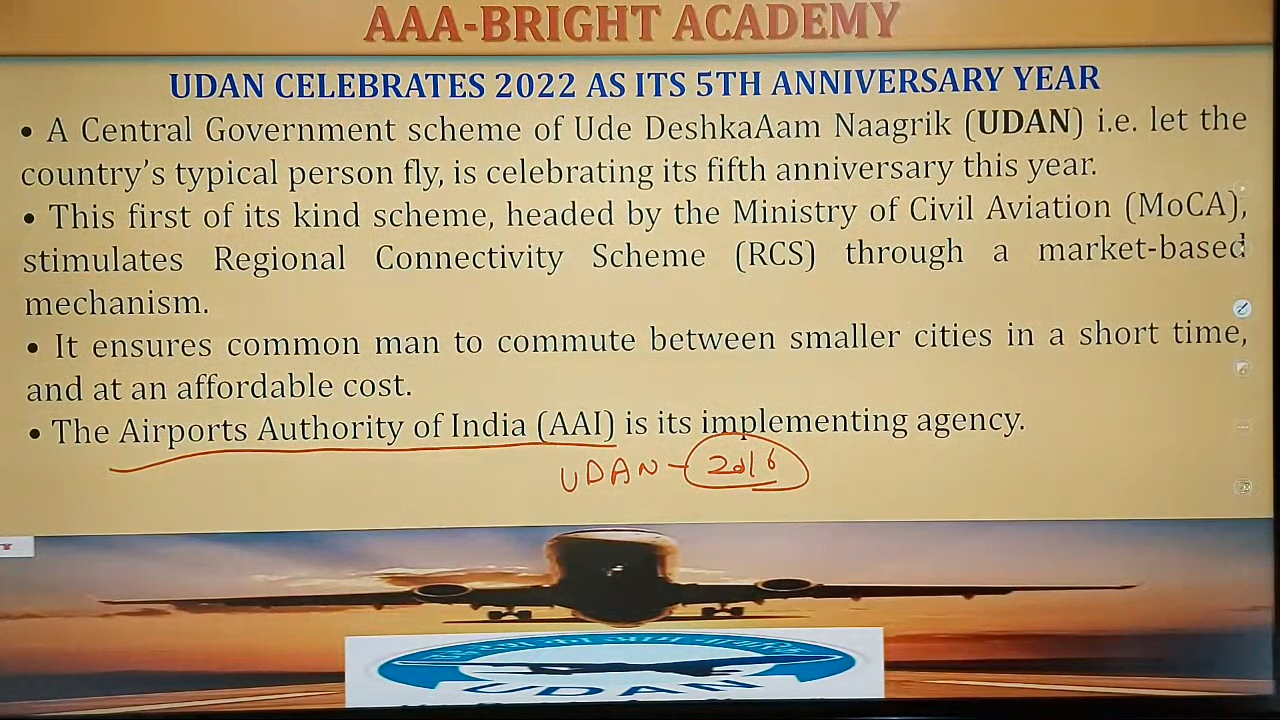 AAA-BRIGHT ACADEMY
UDAN CELEBRATES 2022 AS ITS 5TH ANNIVERSARY YEAR
• A Central Government scheme of Ude DeshkaAam Naagrik (UDAN) i.e. let the
country's typical person fly, is celebrating its fifth anniversary this year.
• This first of its kind scheme, headed by the Ministry of Civil Aviation (MoCA),
stimulates Regional Connectivity Scheme (RCS) through a market-based
mechanism.
• It ensures common man to commute between smaller cities in a short time,
and at an affordable cost.
• The Airports Authority of India (AAI) is its implementing agency.
UDAN - 2016
UDAN